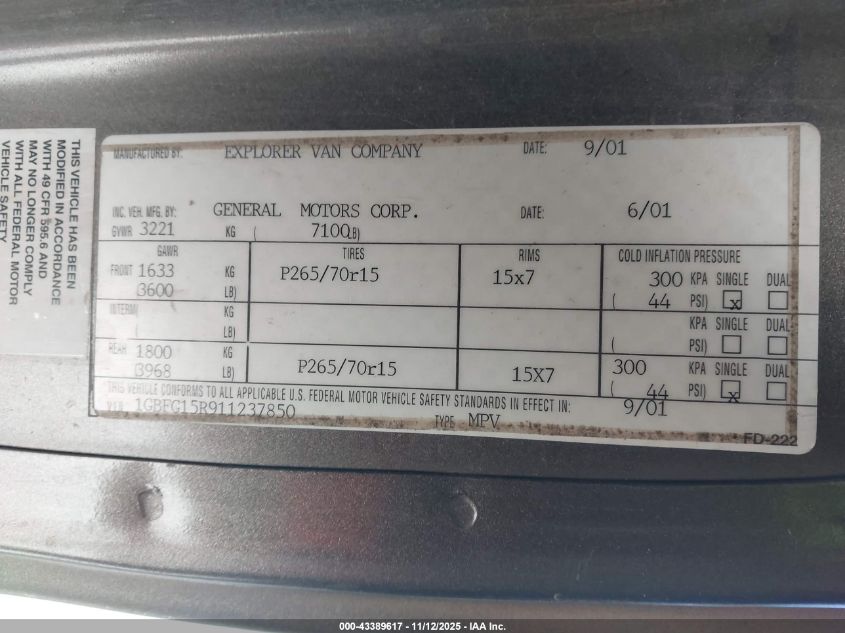 THIS VEHICLE HAS BEEN
MODIFIED IN ACCORDANCE
WITH 49 CFR 595.6 AND
MAY NO LONGER COMPLY
WITH ALL FEDERAL MOTOR
VEHICLE SAFETY
MANUFACTURED BY: EXPLORER VAN COMPANY DATE: 9/01
INC. VEH. MFG. BY: GENERAL MOTORS CORP. DATE: 6/01
GVWR 3221 KG ( 7100 LB)
GAWR TIRES RIMS COLD INFLATION PRESSURE
FRONT 1633 KG P265/70r15 15x7 300 KPA SINGLE DUAL
(3600 LB) ( 44 PSI) x
INTERM KG KPA SINGLE DUAL
( LB) ( PSI)
REAR 1800 KG P265/70r15 15X7 300 KPA SINGLE DUAL
(3968 LB) ( 44 PSI) x
THIS VEHICLE CONFORMS TO ALL APPLICABLE U.S. FEDERAL MOTOR VEHICLE SAFETY STANDARDS IN EFFECT IN: 9/01
V.I.N. 1GBFG15R911237850 TYPE MPV
FD-222
000-43389617 - 11/12/2025 - IAA Inc.